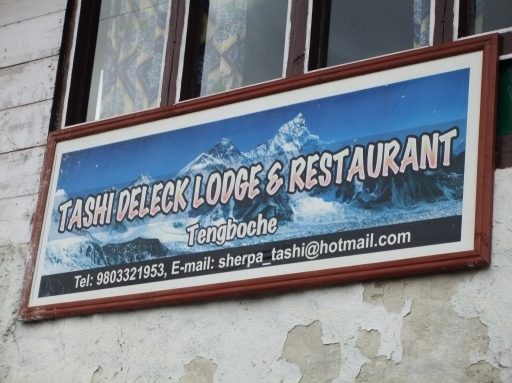 TASHI DELECK LODGE & RESTAURANT
Tengboche
Tel: 9803321953, E-mail: sherpa_tashi@hotmail.com